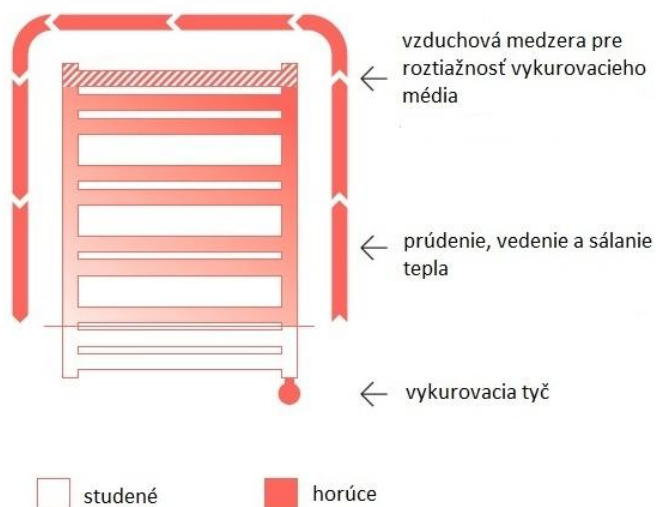 vzduchová medzera pre
roztiažnosť vykurovacieho
média
prúdenie, vedenie a sálanie
tepla
vykurovacia tyč
studené
horúce